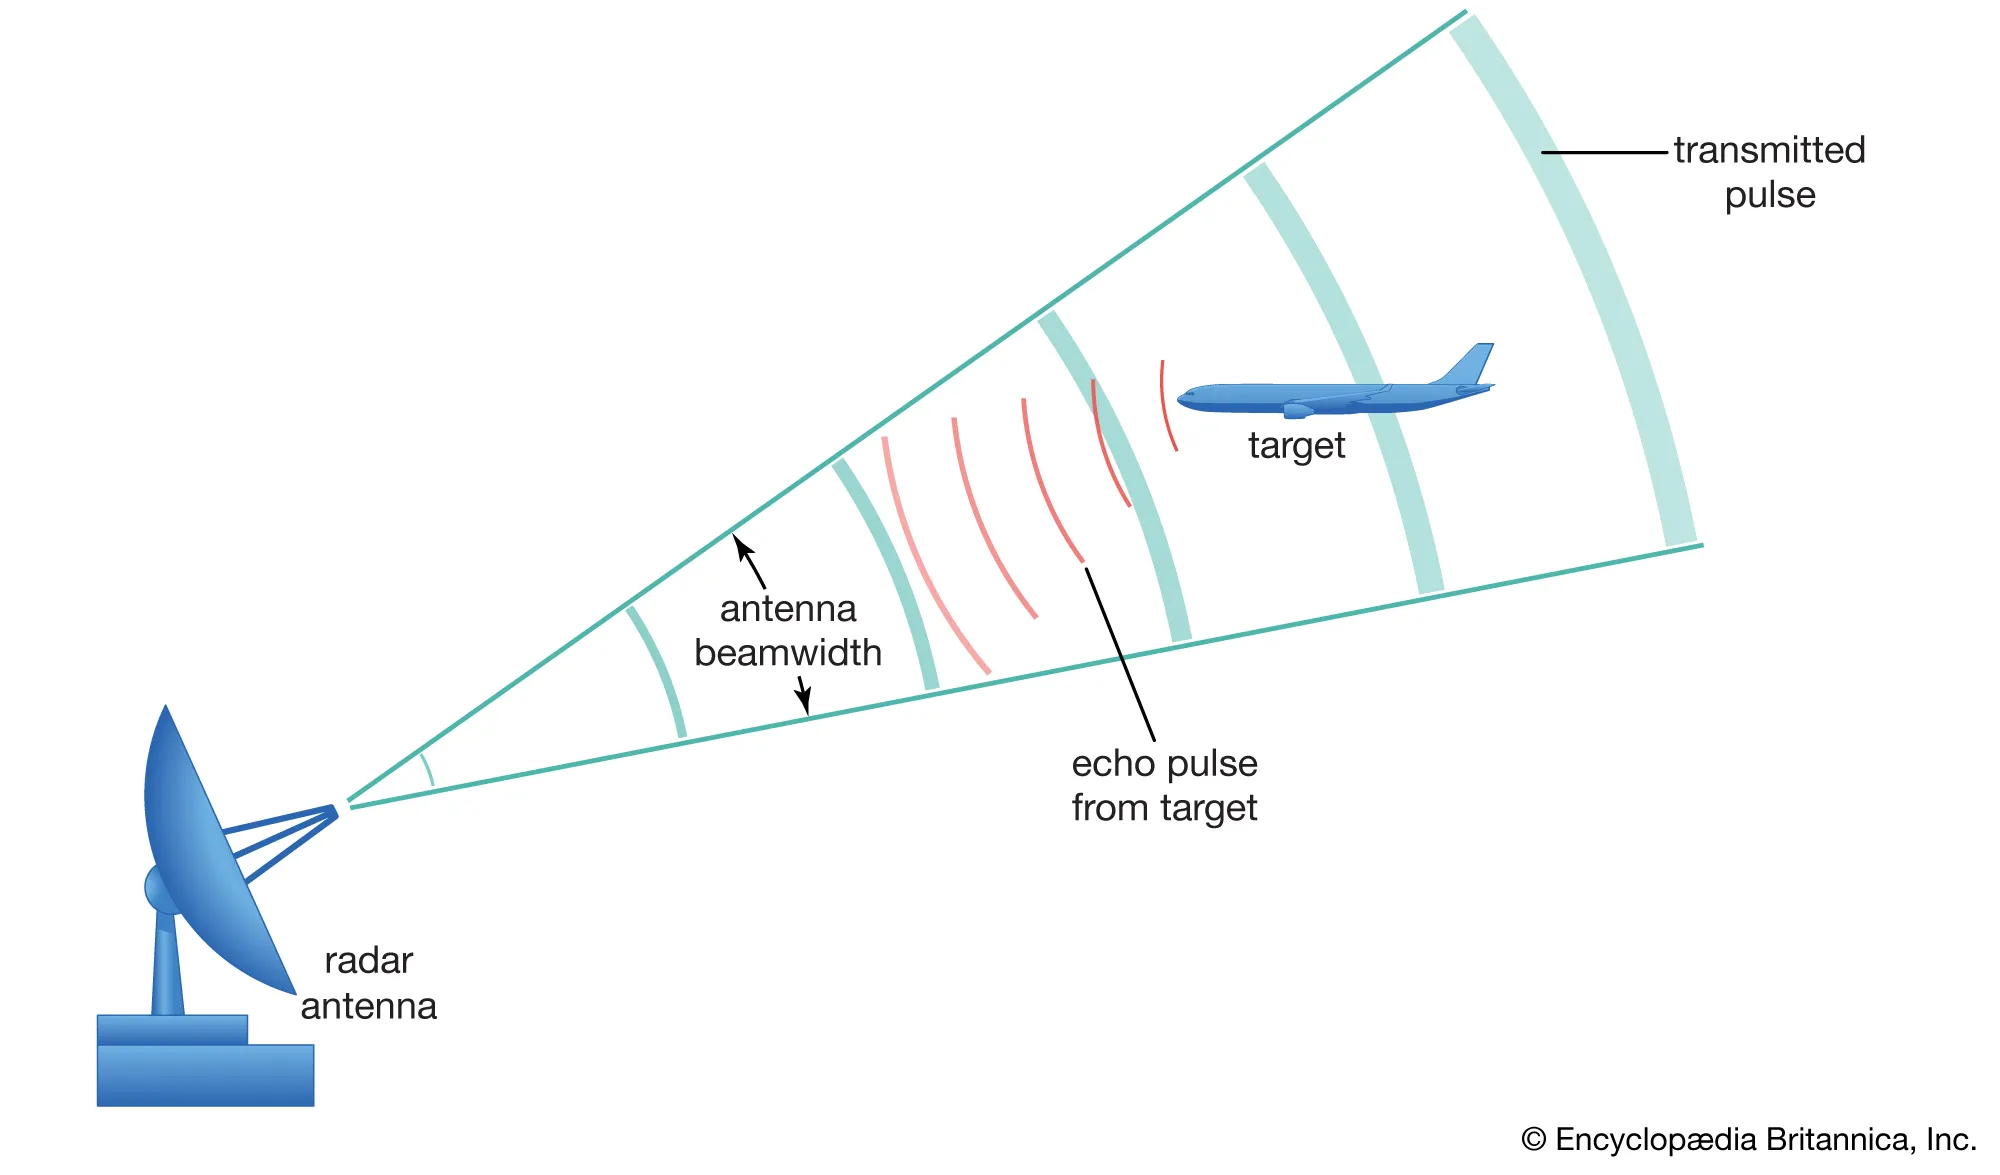 transmitted
pulse
target
antenna
beamwidth
echo pulse
from target
radar
antenna
© Encyclopædia Britannica, Inc.